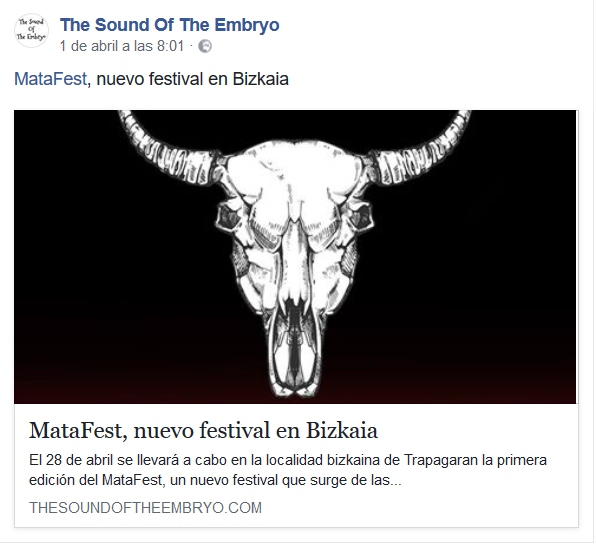 The Sound
Of
The Embryo
The Sound Of The Embryo
1 de abril a las 8:01 ·
MataFest, nuevo festival en Bizkaia
MataFest, nuevo festival en Bizkaia
El 28 de abril se llevará a cabo en la localidad bizkaina de Trapagaran la primera
edición del MataFest, un nuevo festival que surge de las...
THESOUNDOFTHEEMBRYO.COM